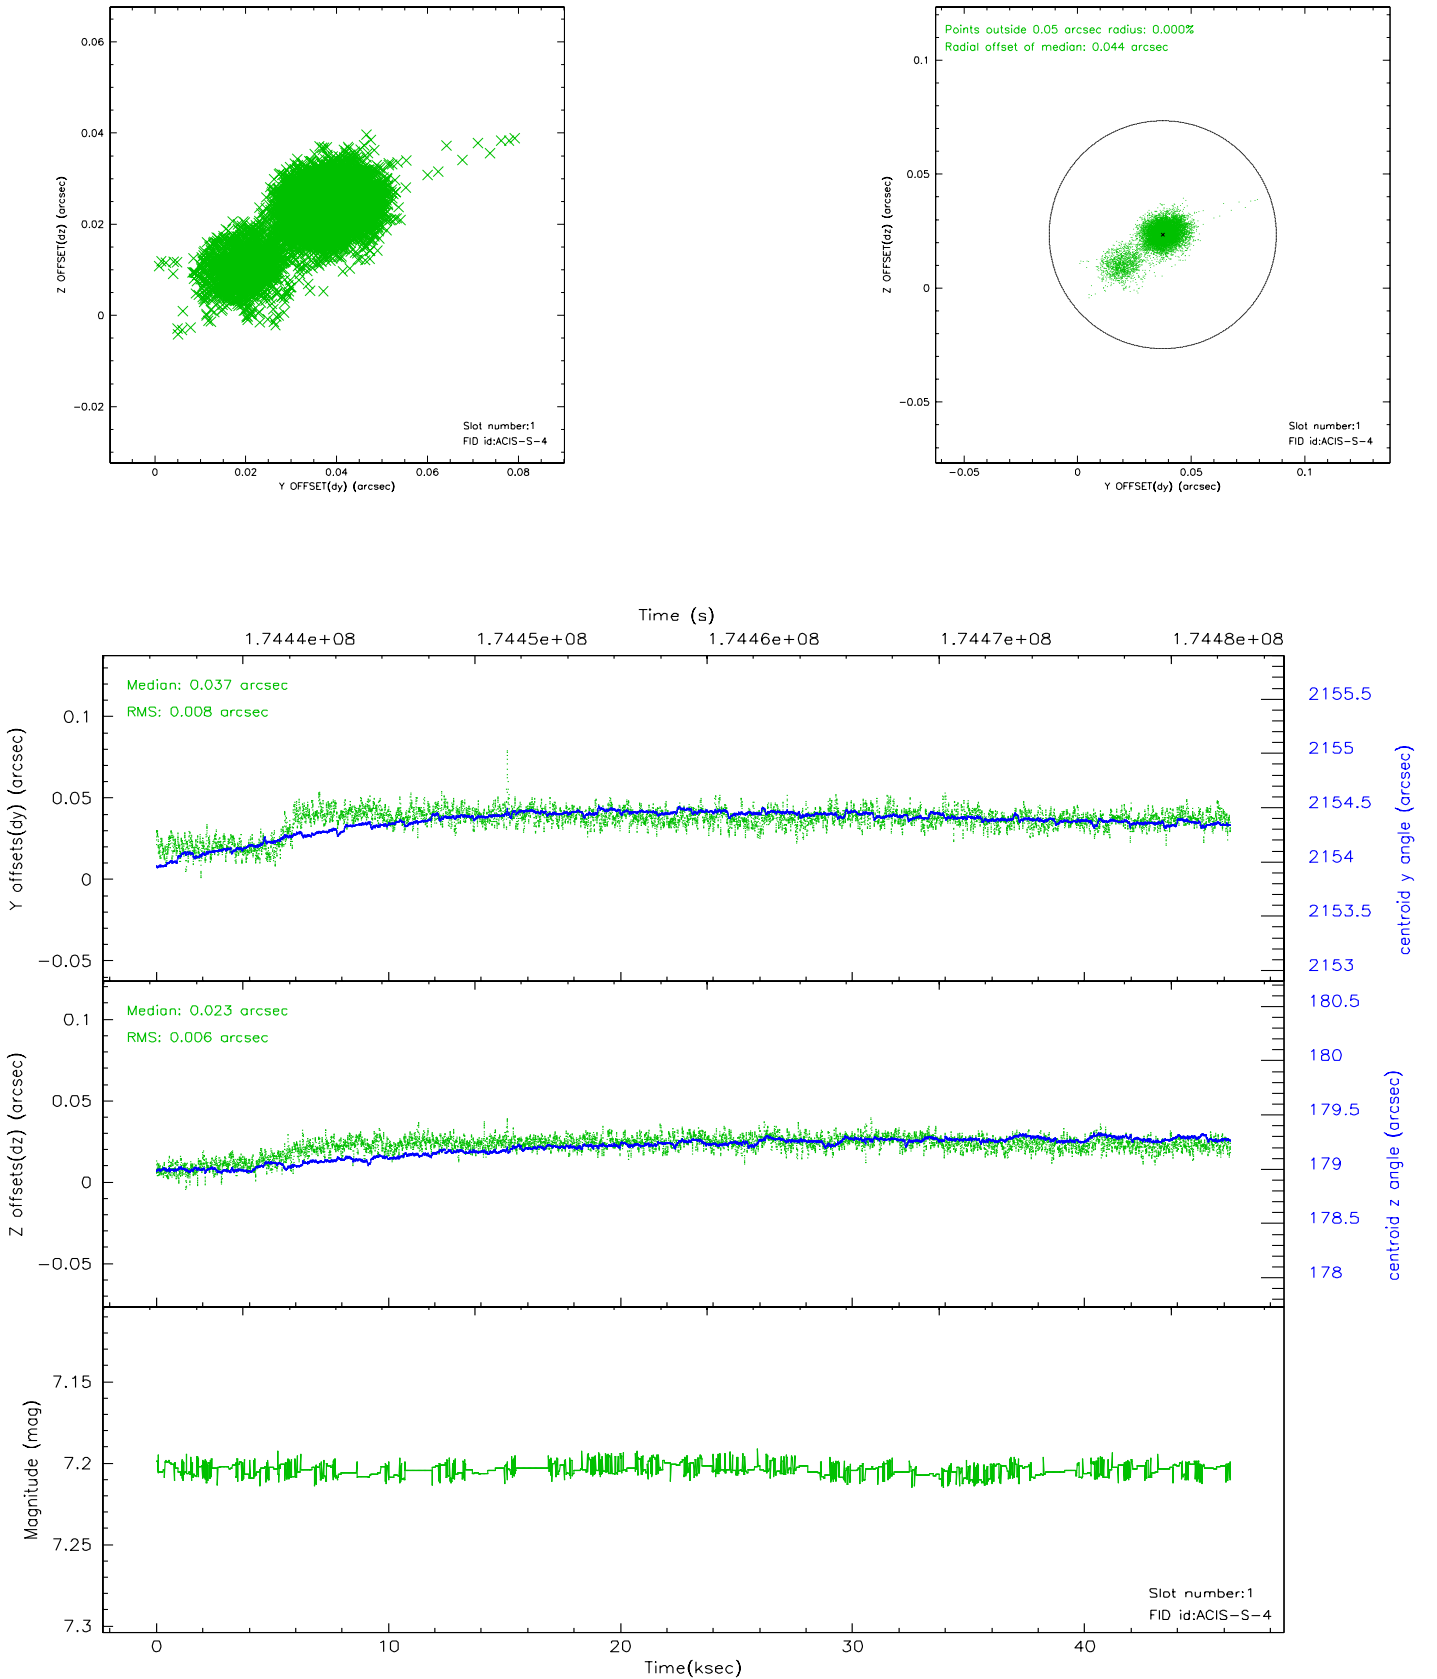 0.06
0.04
0.02
0
−0.02
Z OFFSET(dz) (arcsec)
Slot number:1
FID id:ACIS−S−4
0 0.02 0.04 0.06 0.08
Y OFFSET(dy) (arcsec)
Points outside 0.05 arcsec radius: 0.000%
Radial offset of median: 0.044 arcsec
0.1
0.05
0
−0.05
Z OFFSET(dz) (arcsec)
Slot number:1
FID id:ACIS−S−4
−0.05 0 0.05 0.1
Y OFFSET(dy) (arcsec)
Time (s)
1.7444e+08 1.7445e+08 1.7446e+08 1.7447e+08 1.7448e+08
Median: 0.037 arcsec
RMS: 0.008 arcsec
0.1
0.05
0
−0.05
Y offsets(dy) (arcsec)
2155.5
2155
2154.5
2154
2153.5
2153
centroid y angle (arcsec)
Median: 0.023 arcsec
RMS: 0.006 arcsec
0.1
0.05
0
−0.05
Z offsets(dz) (arcsec)
180.5
180
179.5
179
178.5
178
centroid z angle (arcsec)
7.15
7.2
7.25
7.3
Magnitude (mag)
Slot number:1
FID id:ACIS−S−4
0 10 20 30 40
Time(ksec)